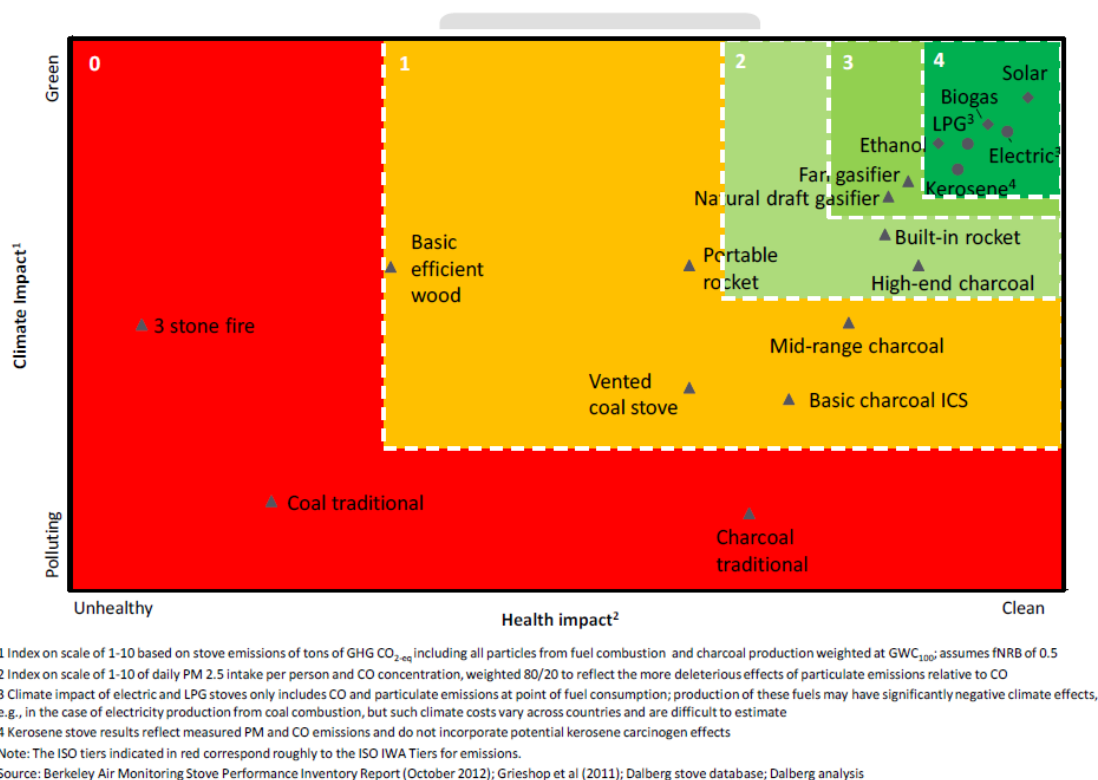 Green
Climate Impact1
Polluting
0
1
2
3
4
Solar
Biogas
LPG3
Ethanol
Electric3
Fan gasifier
Kerosene4
Natural draft gasifier
Built-in rocket
Basic
efficient
wood
Portable
rocket
High-end charcoal
3 stone fire
Mid-range charcoal
Vented
coal stove
Basic charcoal ICS
Coal traditional
Charcoal
traditional
Unhealthy
Health impact2
Clean
1 Index on scale of 1-10 based on stove emissions of tons of GHG CO2-eq including all particles from fuel combustion and charcoal production weighted at GWC100; assumes fNRB of 0.5
2 Index on scale of 1-10 of daily PM 2.5 intake per person and CO concentration, weighted 80/20 to reflect the more deleterious effects of particulate emissions relative to CO
3 Climate impact of electric and LPG stoves only includes CO and particulate emissions at point of fuel consumption; production of these fuels may have significantly negative climate effects,
e.g., in the case of electricity production from coal combustion, but such climate costs vary across countries and are difficult to estimate
4 Kerosene stove results reflect measured PM and CO emissions and do not incorporate potential kerosene carcinogen effects
Note: The ISO tiers indicated in red correspond roughly to the ISO IWA Tiers for emissions.
Source: Berkeley Air Monitoring Stove Performance Inventory Report (October 2012); Grieshop et al (2011); Dalberg stove database; Dalberg analysis